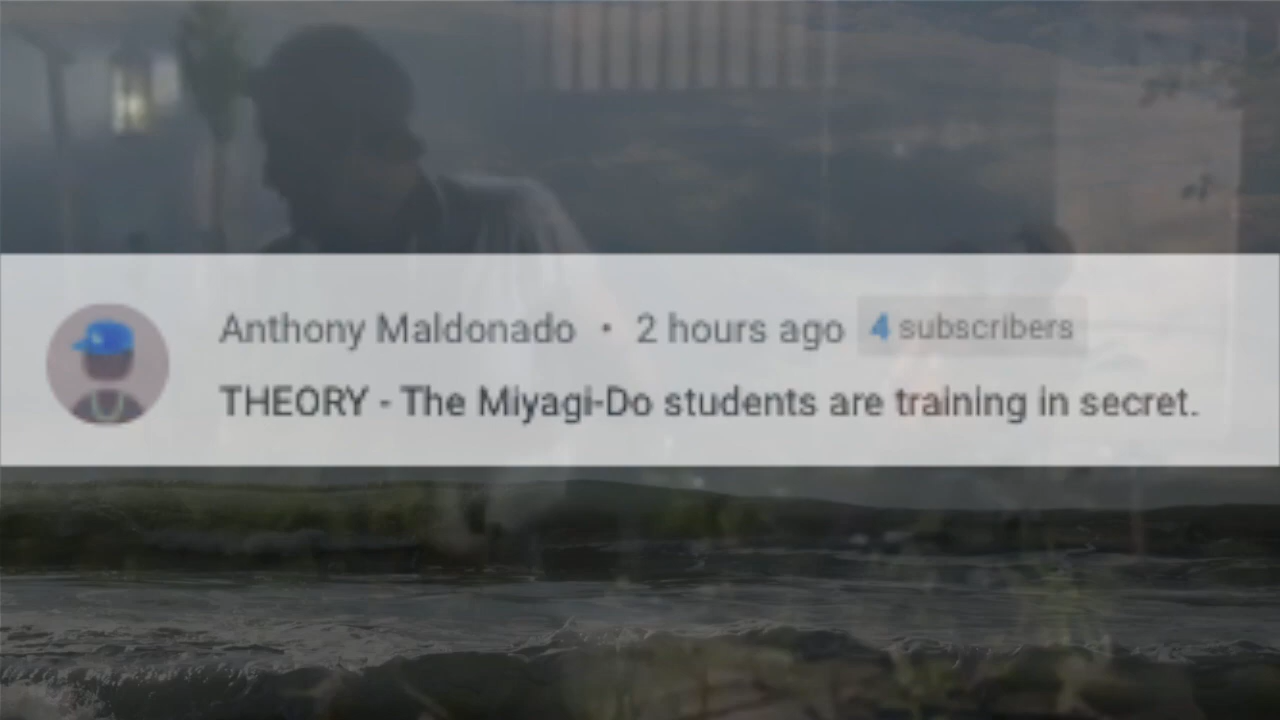 Anthony Maldonado • 2 hours ago 4 subscribers
THEORY - The Miyagi-Do students are training in secret.